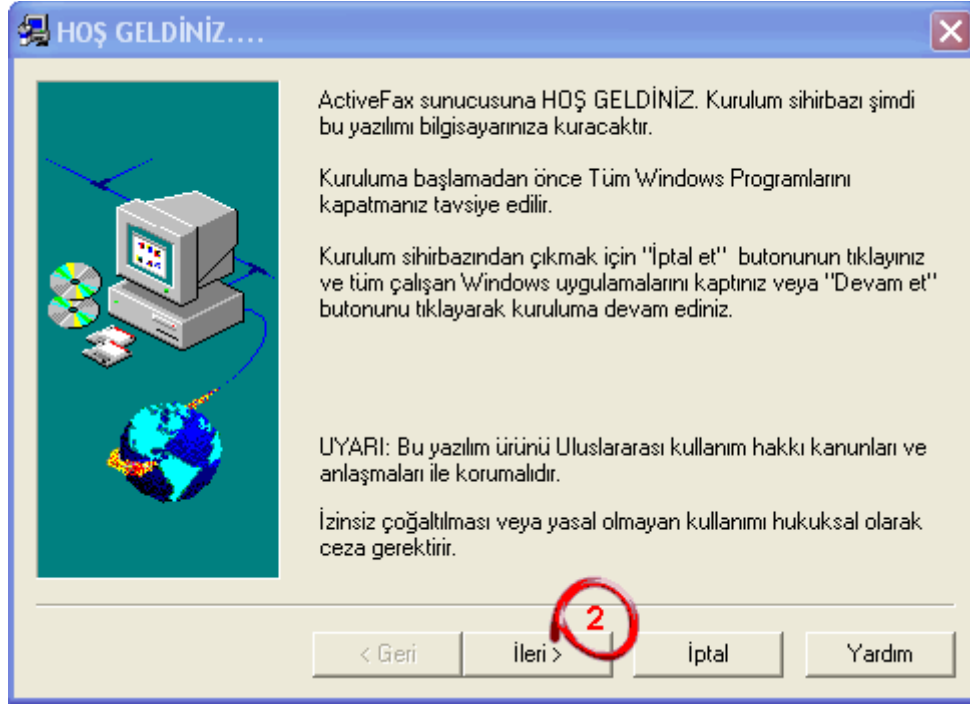 HOŞ GELDİNİZ....
ActiveFax sunucusuna HOŞ GELDİNİZ. Kurulum sihirbazı şimdi
bu yazılımı bilgisayarınıza kuracaktır.
Kuruluma başlamadan önce Tüm Windows Programlarını
kapatmanız tavsiye edilir.
Kurulum sihirbazından çıkmak için "İptal et" butonunun tıklayınız
ve tüm çalışan Windows uygulamalarını kaptınız veya "Devam et"
butonunu tıklayarak kuruluma devam ediniz.
UYARI: Bu yazılım ürünü Uluslararası kullanım hakkı kanunları ve
anlaşmaları ile korumalıdır.
İzinsiz çoğaltılması veya yasal olmayan kullanımı hukuksal olarak
ceza gerektirir.
2
< Geri İleri > İptal Yardım